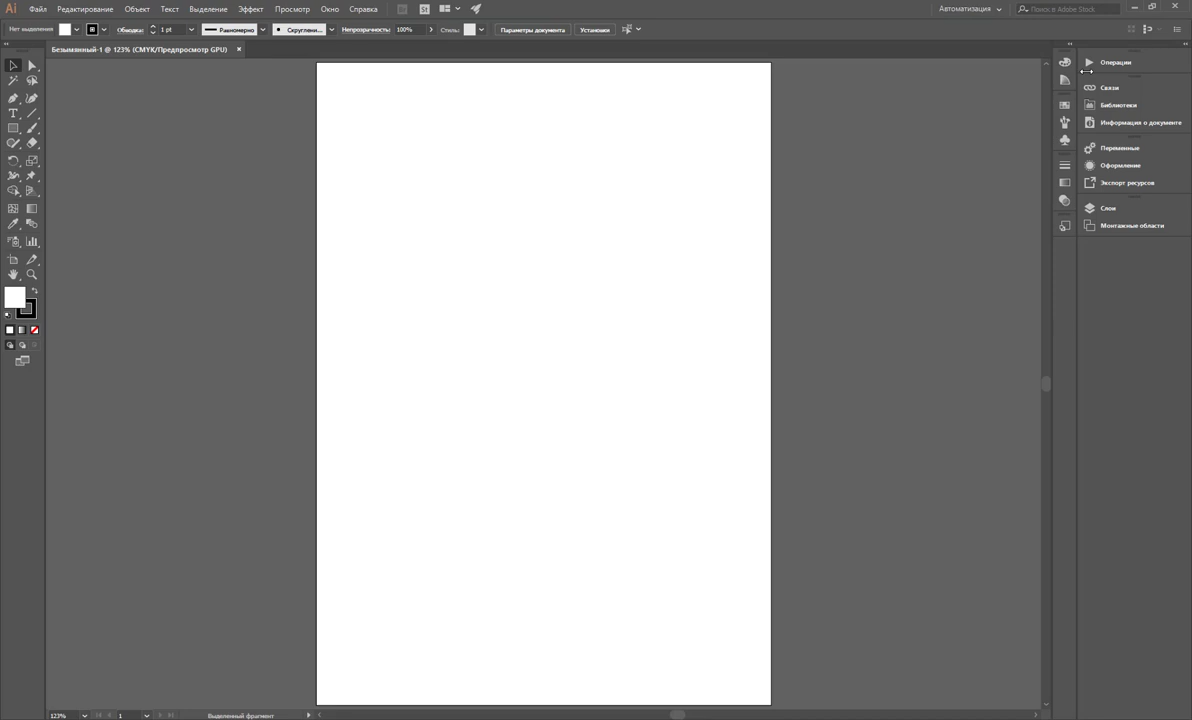 Ai Файл Редактирование Объект Текст Выделение Эффект Просмотр Окно Справка Br St Автоматизация Поиск в Adobe Stock
Нет выделения Обводка: 1 pt Равномерно Скруглени... Непрозрачность: 100% Стиль: Параметры документа Установки
Безымянный-1 @ 123% (CMYK/Предпросмотр GPU) ×
Операции
Связи
Библиотеки
Информация о документе
Переменные
Оформление
Экспорт ресурсов
Слои
Монтажные области
123% 1 Выделенный фрагмент